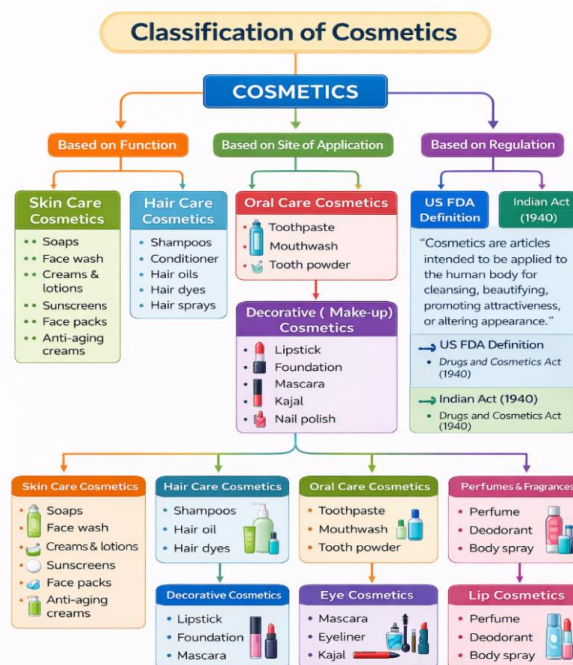 Classification of Cosmetics
COSMETICS
Based on Function
Based on Site of Application
Based on Regulation
Skin Care
Cosmetics
Soaps
Face wash
Creams &
lotions
Sunscreens
Face packs
Anti-aging
creams
Hair Care
Cosmetics
Shampoos
Conditioner
Hair oils
Hair dyes
Hair sprays
Oral Care Cosmetics
Toothpaste
Mouthwash
Tooth powder
Decorative ( Make-up)
Cosmetics
Lipstick
Foundation
Mascara
Kajal
Nail polish
US FDA
Definition
Indian Act
(1940)
“Cosmetics are articles
intended to be applied to
the human body for
cleansing, beautifying,
promoting attractiveness,
or altering appearance.”
US FDA Definition
• Drugs and Cosmetics Act
(1940)
Indian Act (1940)
• Drugs and Cosmetics Act
(1940)
Skin Care Cosmetics
Soaps
Face wash
Creams & lotions
Sunscreens
Face packs
Anti-aging
creams
Hair Care Cosmetics
• Shampoos
• Hair oil
• Hair dyes
Oral Care Cosmetics
• Toothpaste
• Mouthwash
• Tooth powder
Perfumes & Fragrances
• Perfume
• Deodorant
• Body spray
Decorative Cosmetics
• Lipstick
• Foundation
• Mascara
Eye Cosmetics
• Mascara
• Eyeliner
• Kajal
Lip Cosmetics
• Perfume
• Deodorant
• Body spray